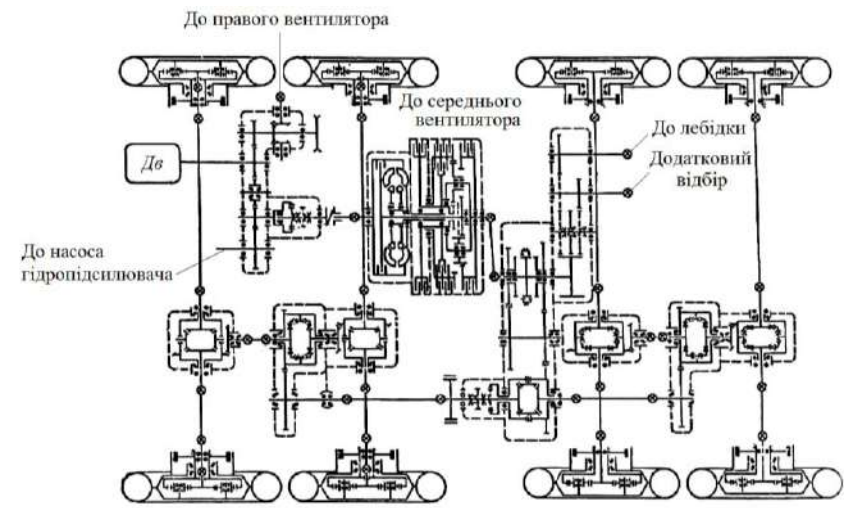 До правого вентилятора
До середнього
вентилятора
До лебідки
Додатковий
відбір
Дв
До насоса
гідропідсилювача